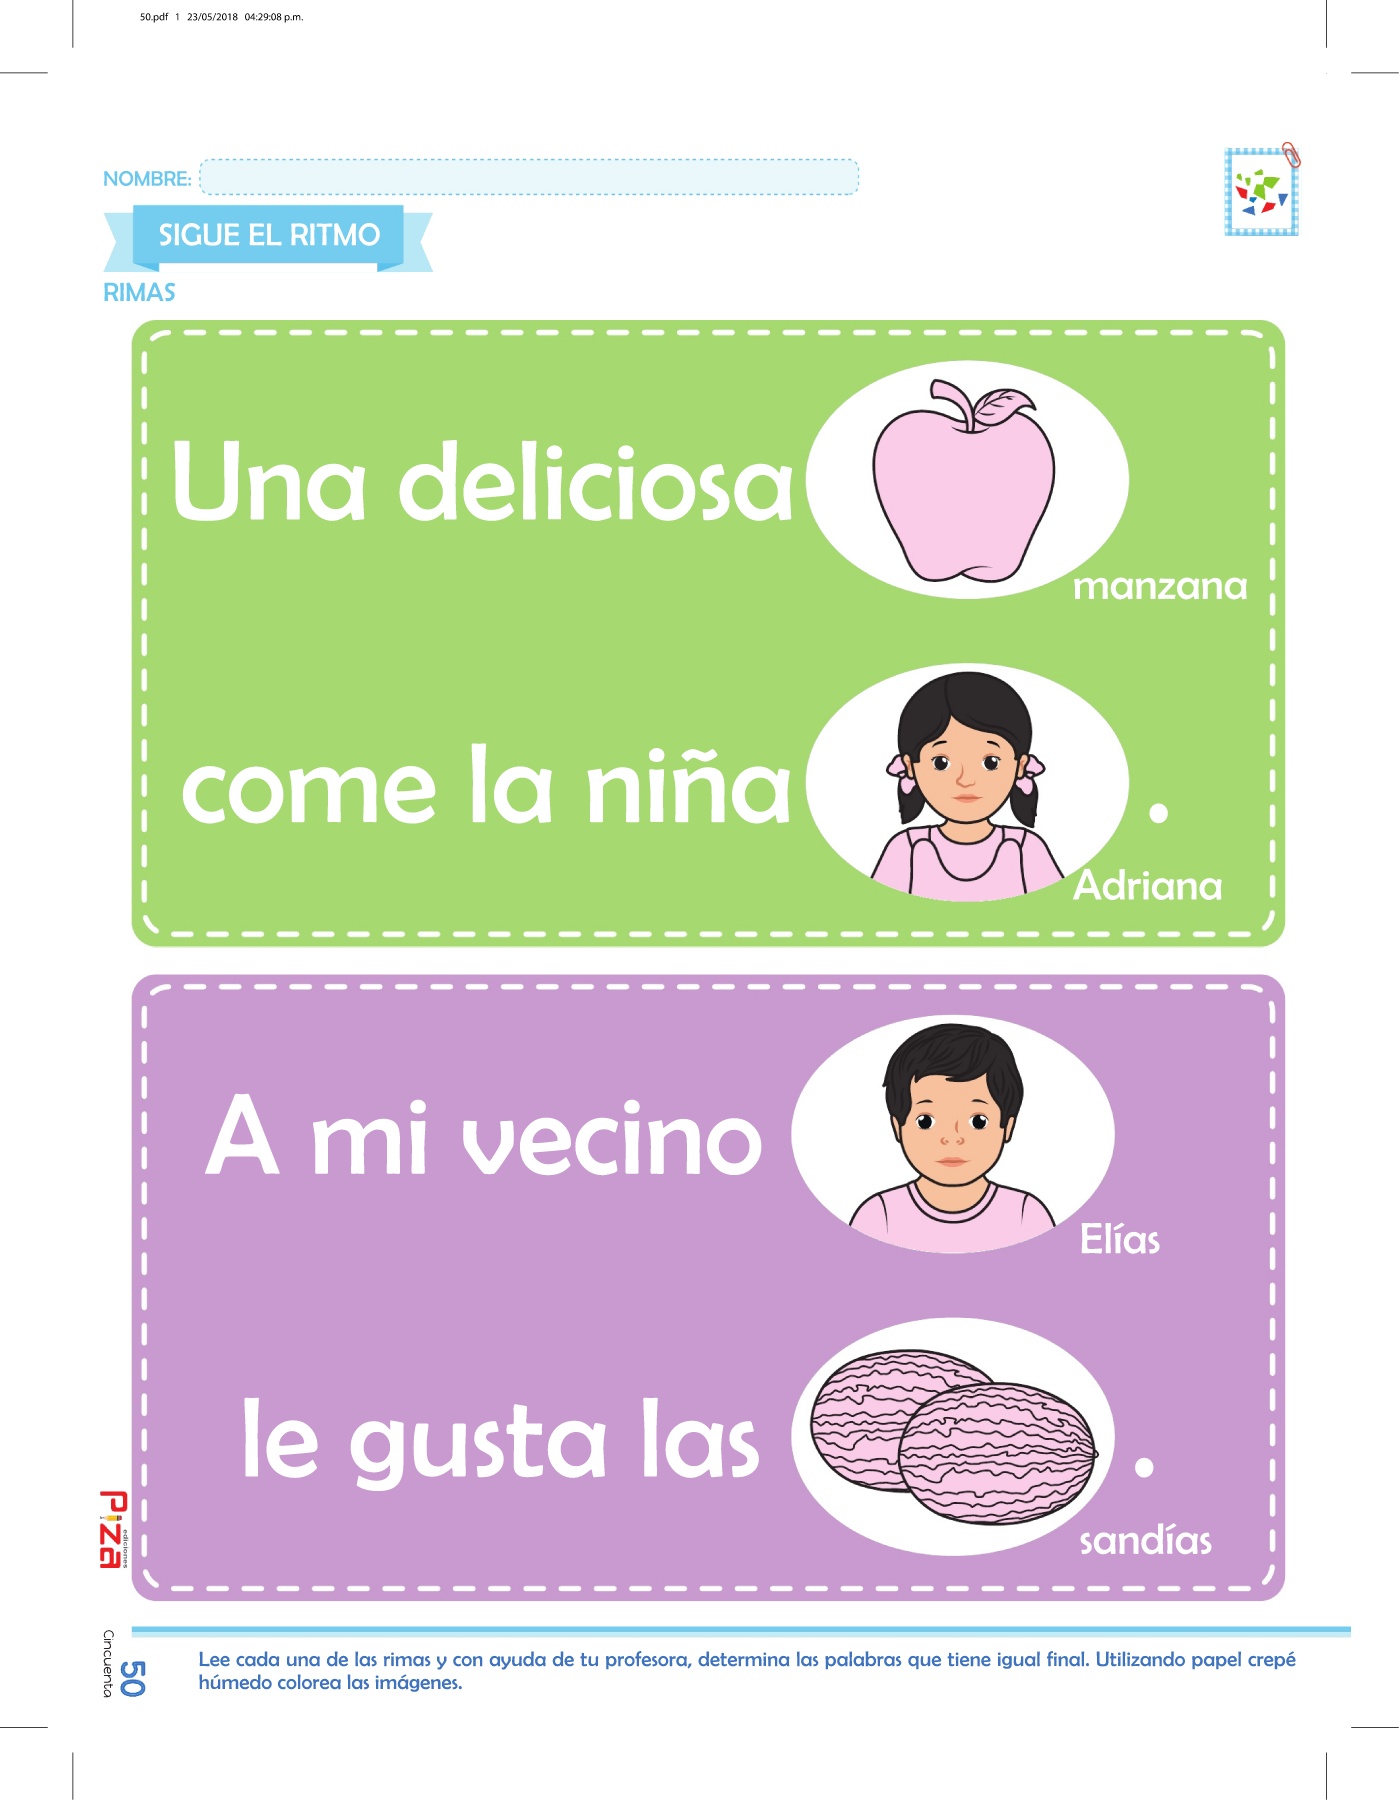 50.pdf 1 23/05/2018 04:29:08 p.m.
NOMBRE:
SIGUE EL RITMO
RIMAS
Una deliciosa
manzana
come la niña .
Adriana
A mi vecino
Elías
le gusta las .
sandías
Piza
ediciones
Cincuenta
50
Lee cada una de las rimas y con ayuda de tu profesora, determina las palabras que tiene igual final. Utilizando papel crepé
húmedo colorea las imágenes.